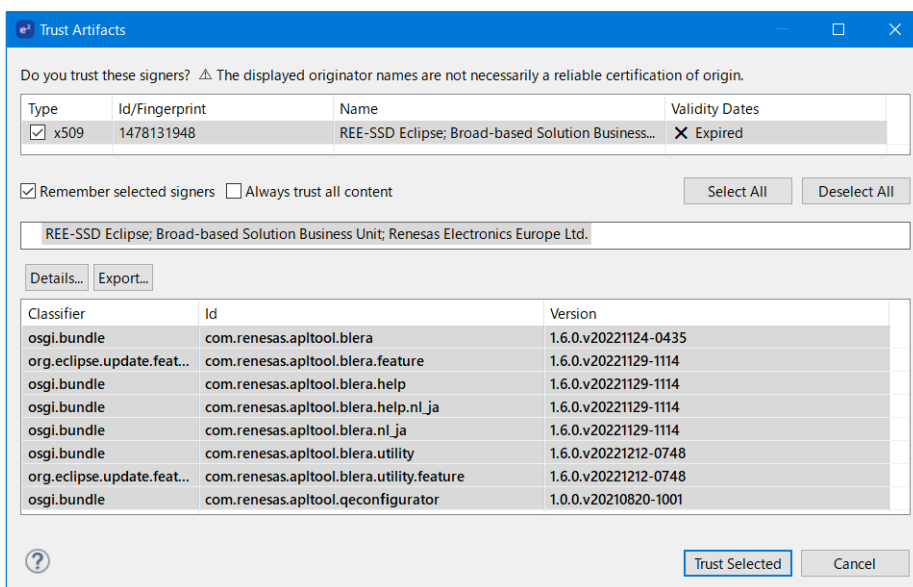 e² Trust Artifacts
Do you trust these signers? ⚠ The displayed originator names are not necessarily a reliable certification of origin.
Type Id/Fingerprint Name Validity Dates
x509 1478131948 REE-SSD Eclipse; Broad-based Solution Business... Expired
Remember selected signers Always trust all content Select All Deselect All
REE-SSD Eclipse; Broad-based Solution Business Unit; Renesas Electronics Europe Ltd.
Details... Export...
Classifier Id Version
osgi.bundle com.renesas.apltool.blera 1.6.0.v20221124-0435
org.eclipse.update.feat... com.renesas.apltool.blera.feature 1.6.0.v20221129-1114
osgi.bundle com.renesas.apltool.blera.help 1.6.0.v20221129-1114
osgi.bundle com.renesas.apltool.blera.help.nl_ja 1.6.0.v20221129-1114
osgi.bundle com.renesas.apltool.blera.nl_ja 1.6.0.v20221129-1114
osgi.bundle com.renesas.apltool.blera.utility 1.6.0.v20221212-0748
org.eclipse.update.feat... com.renesas.apltool.blera.utility.feature 1.6.0.v20221212-0748
osgi.bundle com.renesas.apltool.qeconfigurator 1.0.0.v20210820-1001
? Trust Selected Cancel